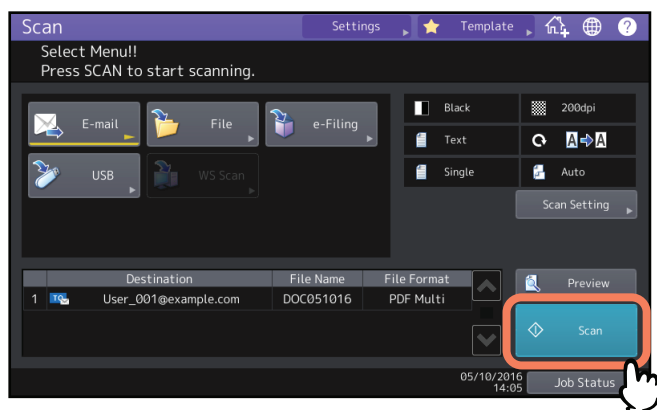 Scan
Settings
Template
?
Select Menu!!
Press SCAN to start scanning.
E-mail
File
e-Filing
USB
WS Scan
Black
200dpi
Text
A A
Single
Auto
Scan Setting
Destination File Name File Format
1 TO User_001@example.com DOC051016 PDF Multi
Preview
Scan
05/10/2016
14:05
Job Status